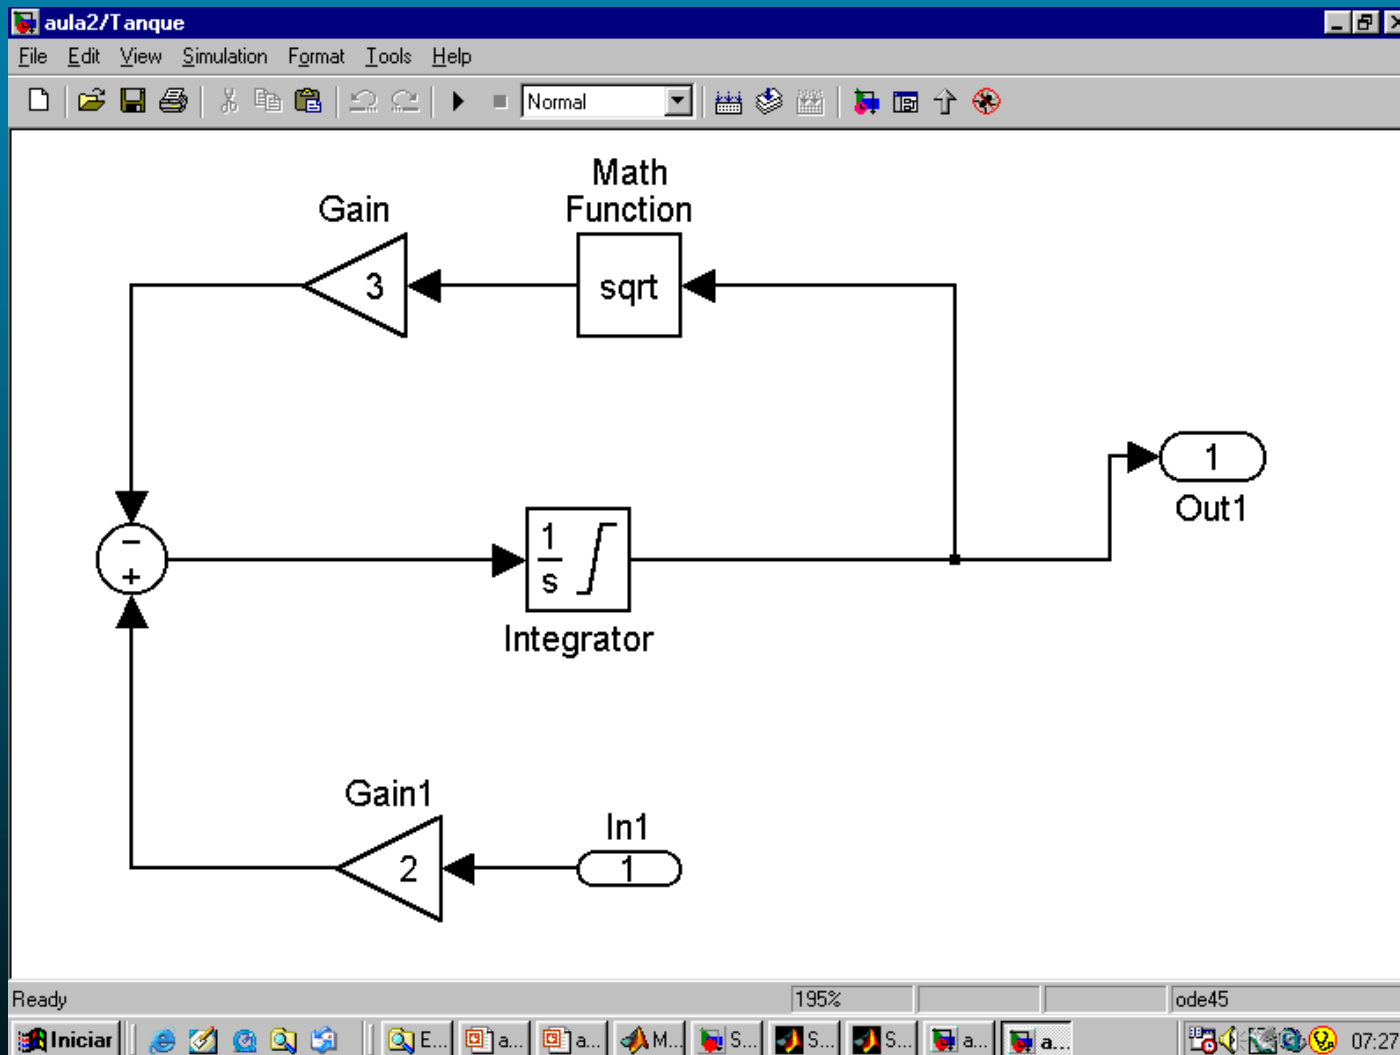 aula2/Tanque
File Edit View Simulation Format Tools Help
Normal
Math
Function
Gain
3
sqrt
1
Out1
−
+
1
s
Integrator
Gain1
2
In1
1
Ready 195% ode45
Iniciar E... a... a... M... S... S... S... a... a... 07:27